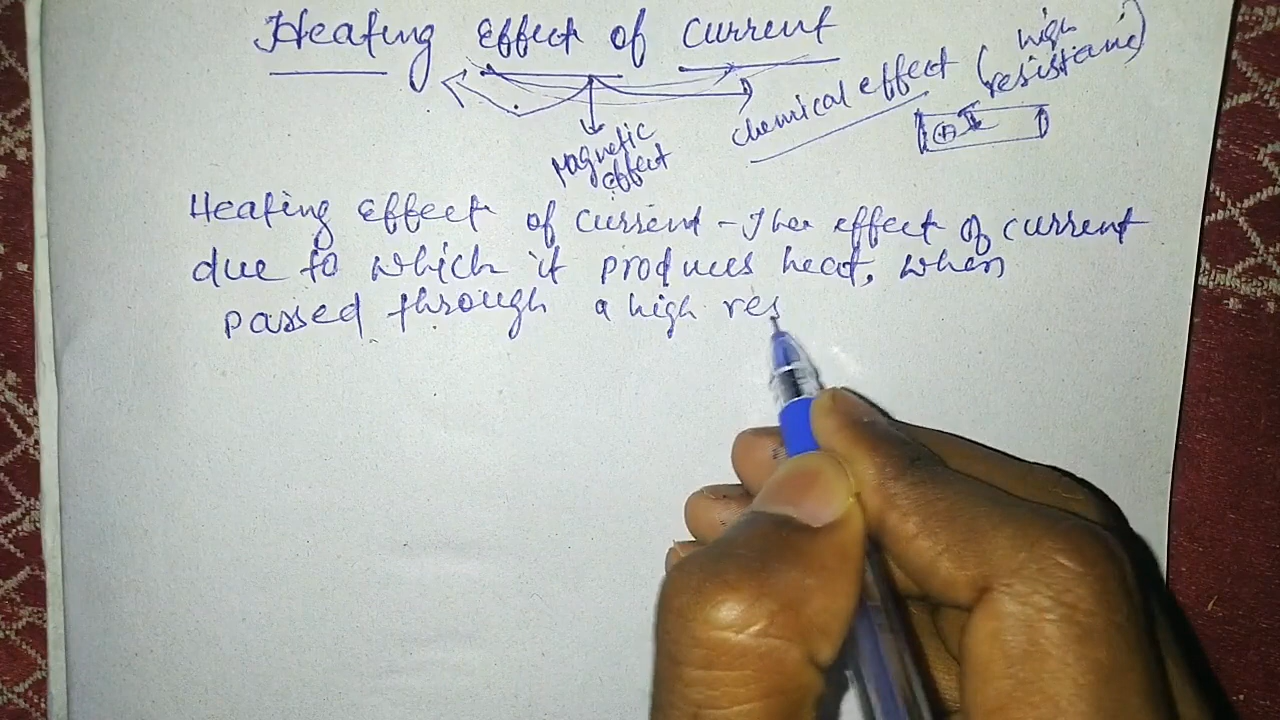 Heating Effect of Current
high
chemical effect (resistanc)
Magnetic
effect
Heating Effect of Current - The effect of current
due to which it produces heat, when
passed through a high res